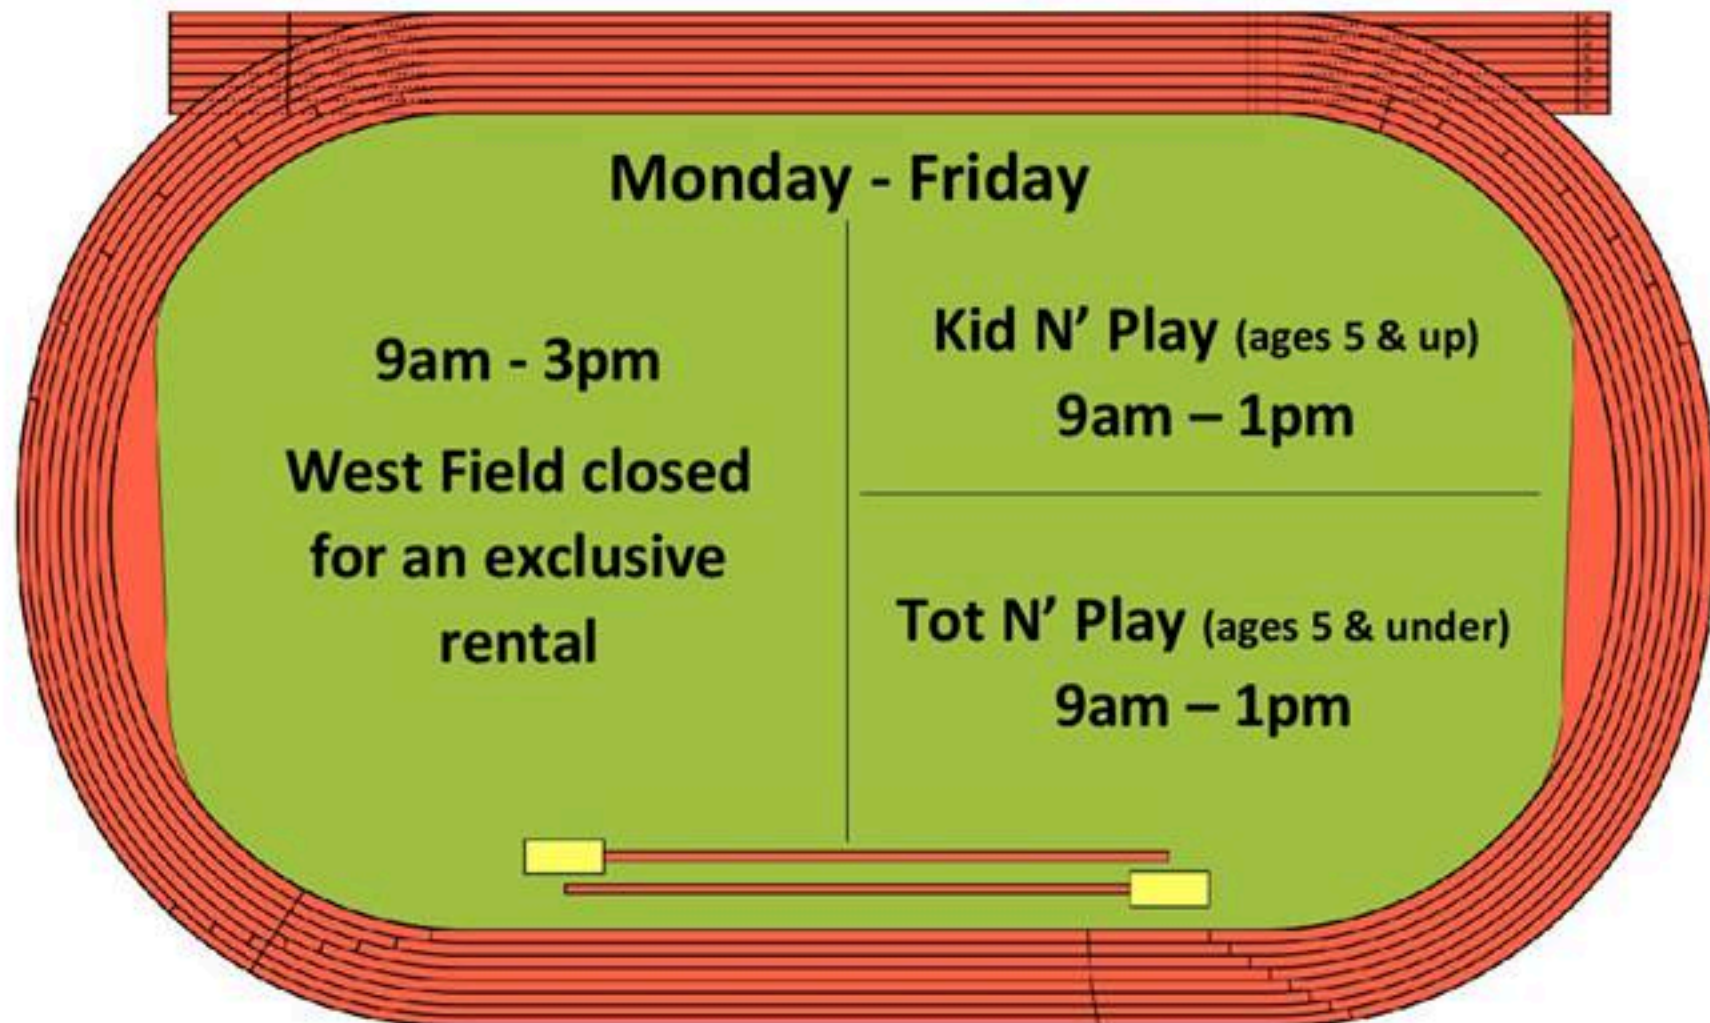 Monday - Friday
9am - 3pm
West Field closed
for an exclusive
rental
Kid N’ Play (ages 5 & up)
9am – 1pm
Tot N’ Play (ages 5 & under)
9am – 1pm